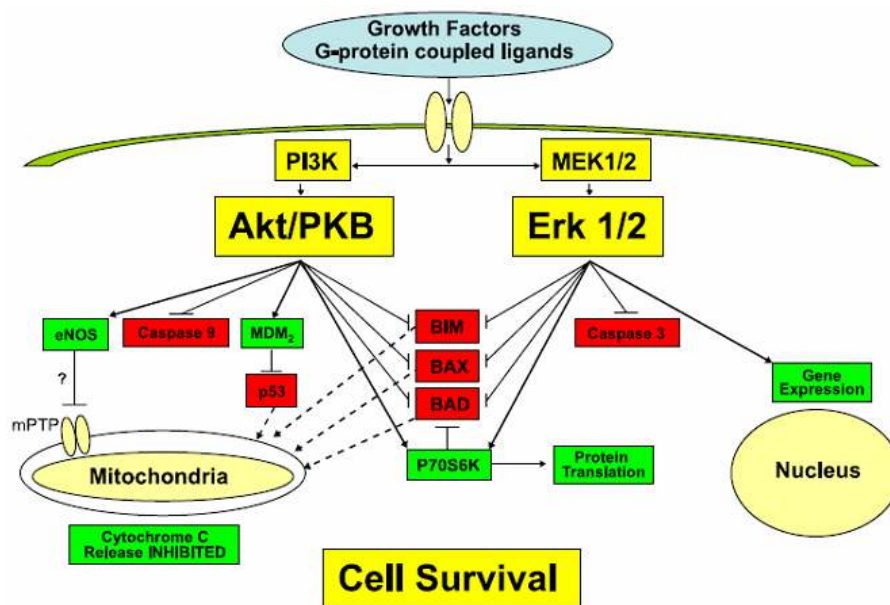 Growth Factors
G-protein coupled ligands
PI3K
MEK1/2
Akt/PKB
Erk 1/2
eNOS
Caspase 9
MDM₂
BIM
Caspase 3
BAX
?
p53
BAD
Gene
Expression
mPTP
Mitochondria
P70S6K
Protein
Translation
Nucleus
Cytochrome C
Release INHIBITED
Cell Survival